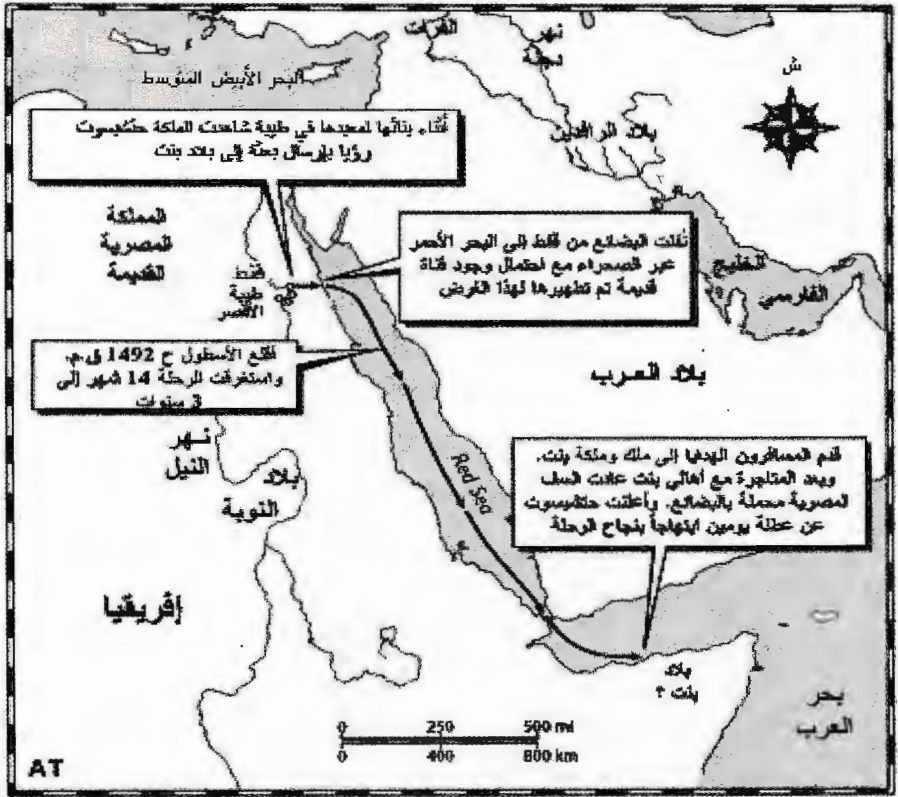 الفرات
نهر
دجلة
البحر الأبيض المتوسط
ش
بلاد الرافدين
أثناء بنائها لمعبدها في طيبة شاهدت الملكة حتشبسوت
رؤيا بإرسال بعثة إلى بلاد بنت
المملكة
المصرية
القديمة
نقلت البضائع من قفط إلى البحر الأحمر
عبر الصحراء مع احتمال وجود قناة
قديمة تم تطهيرها لهذا الغرض
الخليج
الفارسي
قفط
طيبة
الأقصر
أقلع الأسطول ح 1492 ق.م.
واستغرقت الرحلة 14 شهر إلى
3 سنوات
بلاد العرب
نهر
النيل
بلاد
النوبة
Red Sea
قدم المسافرون الهدايا إلى ملك وملكة بنت.
وبعد المتاجرة مع أهالي بنت عادت السفن
المصرية محملة بالبضائع. وأعلنت حتشبسوت
عن عطلة يومين ابتهاجاً بنجاح الرحلة
إفريقيا
بلاد
بنت ؟
بحر
العرب
0 250 500 mi
0 400 800 km
AT